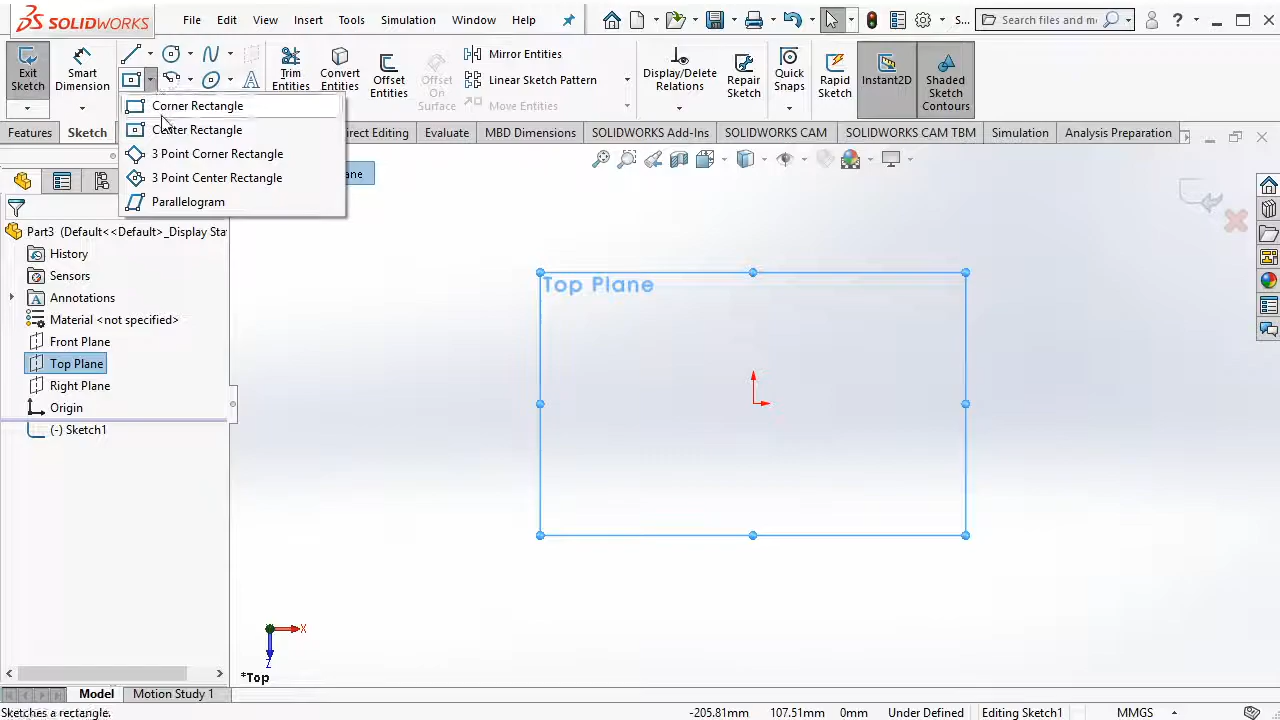 SOLIDWORKS File Edit View Insert Tools Simulation Window Help S... Search files and m
Exit Sketch
Smart Dimension
Trim Entities
Convert Entities
Offset Entities
Offset On Surface
Mirror Entities
Linear Sketch Pattern
Move Entities
Display/Delete Relations
Repair Sketch
Quick Snaps
Rapid Sketch
Instant2D
Shaded Sketch Contours
Corner Rectangle
Center Rectangle
3 Point Corner Rectangle
3 Point Center Rectangle
Parallelogram
Features Sketch irect Editing Evaluate MBD Dimensions SOLIDWORKS Add-Ins SOLIDWORKS CAM SOLIDWORKS CAM TBM Simulation Analysis Preparation
ane
Part3 (Default<<Default>_Display Sta
History
Sensors
Annotations
Material <not specified>
Front Plane
Top Plane
Right Plane
Origin
(-) Sketch1
Top Plane
X
Z
*Top
Model Motion Study 1
Sketches a rectangle. -205.81mm 107.51mm 0mm Under Defined Editing Sketch1 MMGS